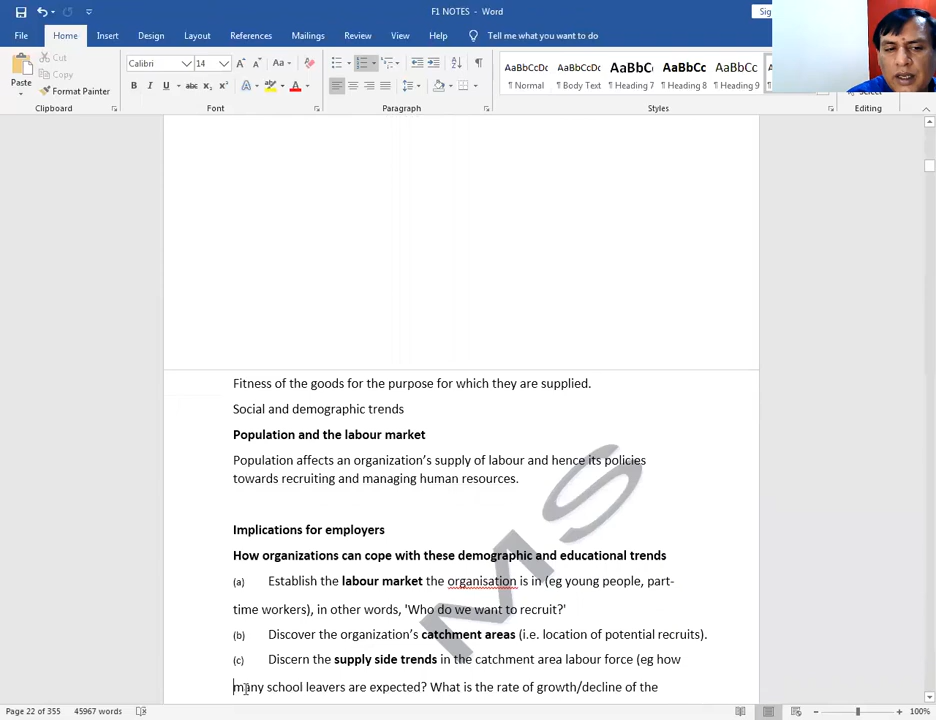 F1 NOTES - Word
Sig
File Home Insert Design Layout References Mailings Review View Help Tell me what you want to do
Paste Cut Copy Format Painter
Calibri 14 Aa
AaBbCcDc AaBbCcDc AaBbC AaBbCc AaBbCc
Normal Normal Heading 7 Heading 8 Heading 9
Clipboard Font Paragraph Styles Editing
Fitness of the goods for the purpose for which they are supplied.
Social and demographic trends
Population and the labour market
Population affects an organization's supply of labour and hence its policies
towards recruiting and managing human resources.
Implications for employers
How organizations can cope with these demographic and educational trends
(a) Establish the labour market the organisation is in (eg young people, part-
time workers), in other words, 'Who do we want to recruit?'
(b) Discover the organization's catchment areas (i.e. location of potential recruits).
(c) Discern the supply side trends in the catchment area labour force (eg how
many school leavers are expected? What is the rate of growth/decline of the
MS
Page 22 of 355 45967 words 100%